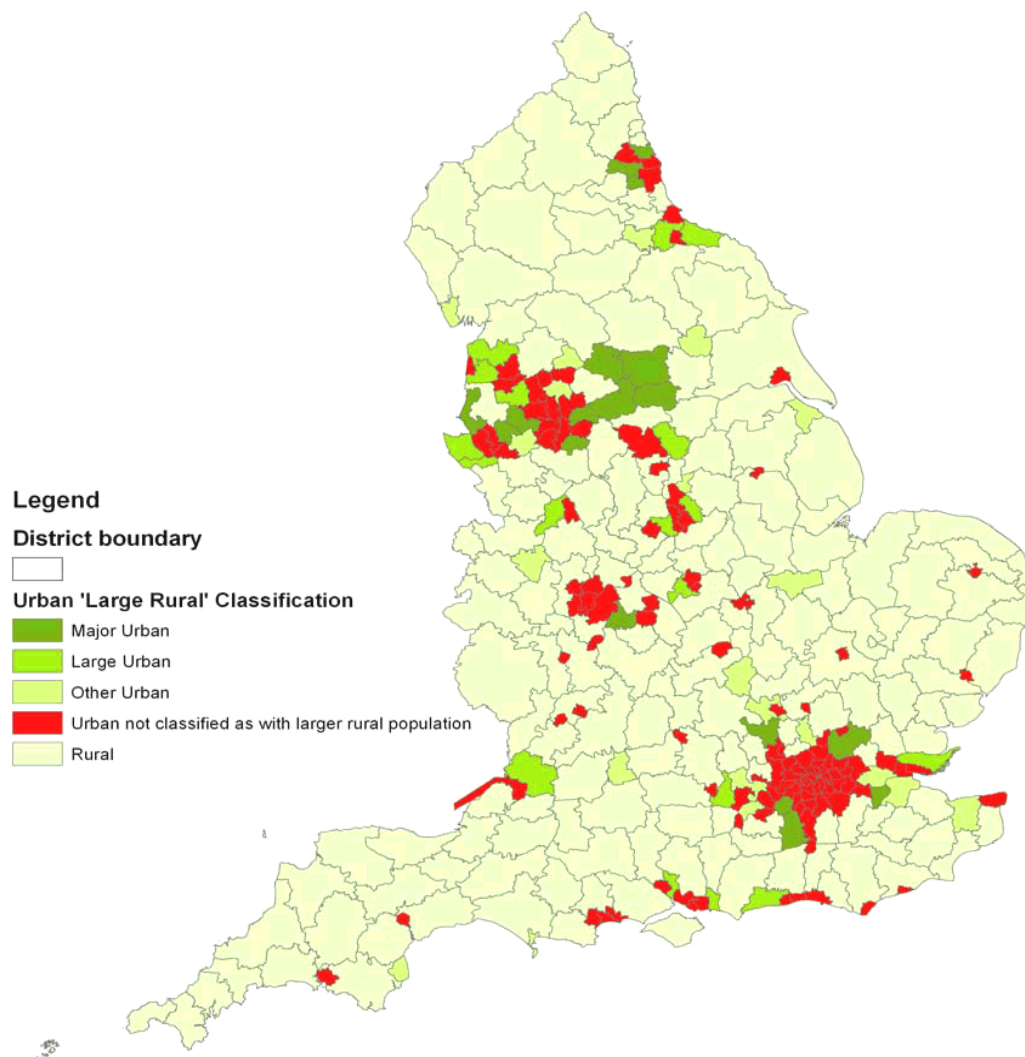 Legend
District boundary
Urban 'Large Rural' Classification
Major Urban
Large Urban
Other Urban
Urban not classified as with larger rural population
Rural